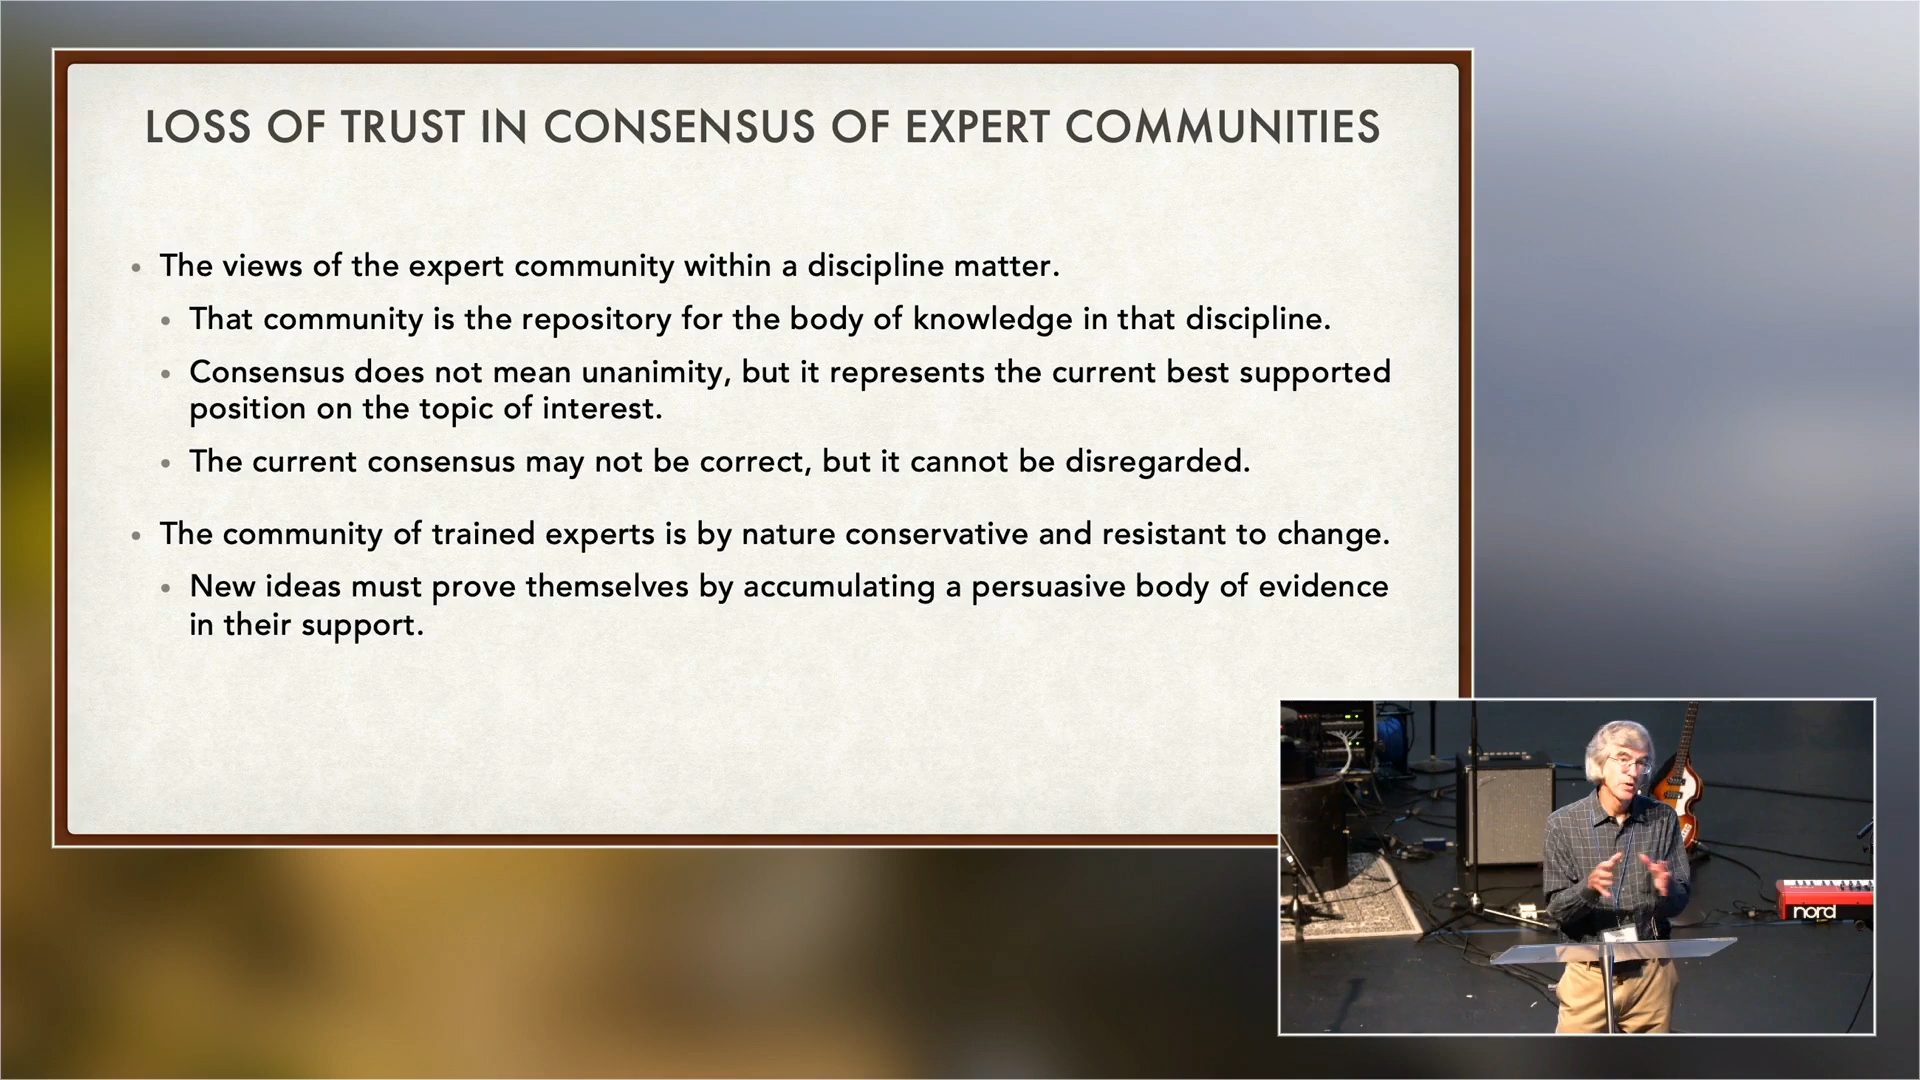 LOSS OF TRUST IN CONSENSUS OF EXPERT COMMUNITIES
• The views of the expert community within a discipline matter.
• That community is the repository for the body of knowledge in that discipline.
• Consensus does not mean unanimity, but it represents the current best supported
position on the topic of interest.
• The current consensus may not be correct, but it cannot be disregarded.
• The community of trained experts is by nature conservative and resistant to change.
• New ideas must prove themselves by accumulating a persuasive body of evidence
in their support.
nord